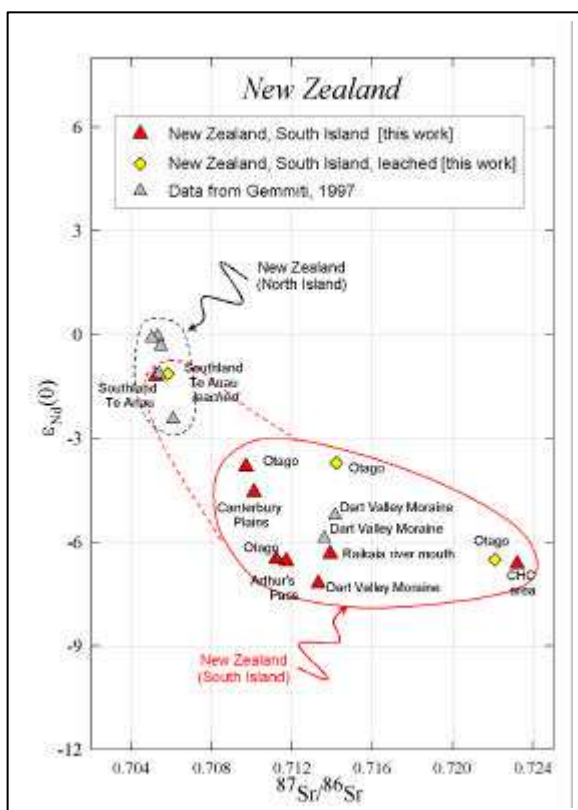 New Zealand
New Zealand, South Island [this work]
New Zealand, South Island, leached [this work]
Data from Gemmiti, 1997
6
3
0
-3
-6
-9
-12
εNd(0)
New Zealand
(North Island)
Southland
Te Anau
Southland
Te Anau
leached
Otago
Otago
Canterbury
Plains
Dart Valley Moraine
Dart Valley Moraine
Otago
Raikaia river mouth
Otago
Arthur's
Pass
Dart Valley Moraine
CHC
area
New Zealand
(South Island)
0.704
0.708
0.712
0.716
0.720
0.724
87Sr/86Sr